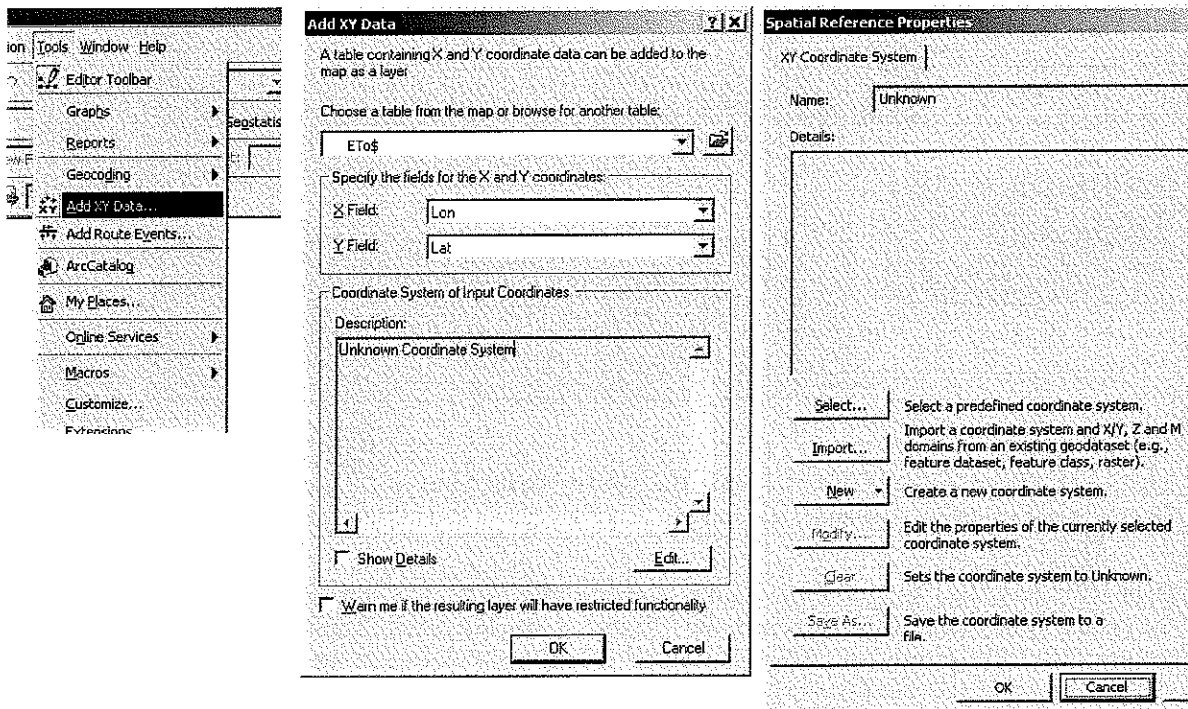 ion Tools Window Help
Editor Toolbar
Graphs
Reports
Geocoding
Add XY Data...
Add Route Events...
ArcCatalog
My Places...
Online Services
Macros
Customize...
Extensions
Geostatis
Add XY Data
A table containing X and Y coordinate data can be added to the
map as a layer
Choose a table from the map or browse for another table:
ETo$
Specify the fields for the X and Y coordinates:
X Field: Lon
Y Field: Lat
Coordinate System of Input Coordinates
Description:
Unknown Coordinate System
Show Details Edit...
Warn me if the resulting layer will have restricted functionality
OK Cancel
Spatial Reference Properties
XY Coordinate System
Name: Unknown
Details:
Select... Select a predefined coordinate system.
Import... Import a coordinate system and X/Y, Z and M
domains from an existing geodataset (e.g.,
feature dataset, feature class, raster).
New Create a new coordinate system.
Modify... Edit the properties of the currently selected
coordinate system.
Clear Sets the coordinate system to Unknown.
Save As... Save the coordinate system to a
file.
OK Cancel